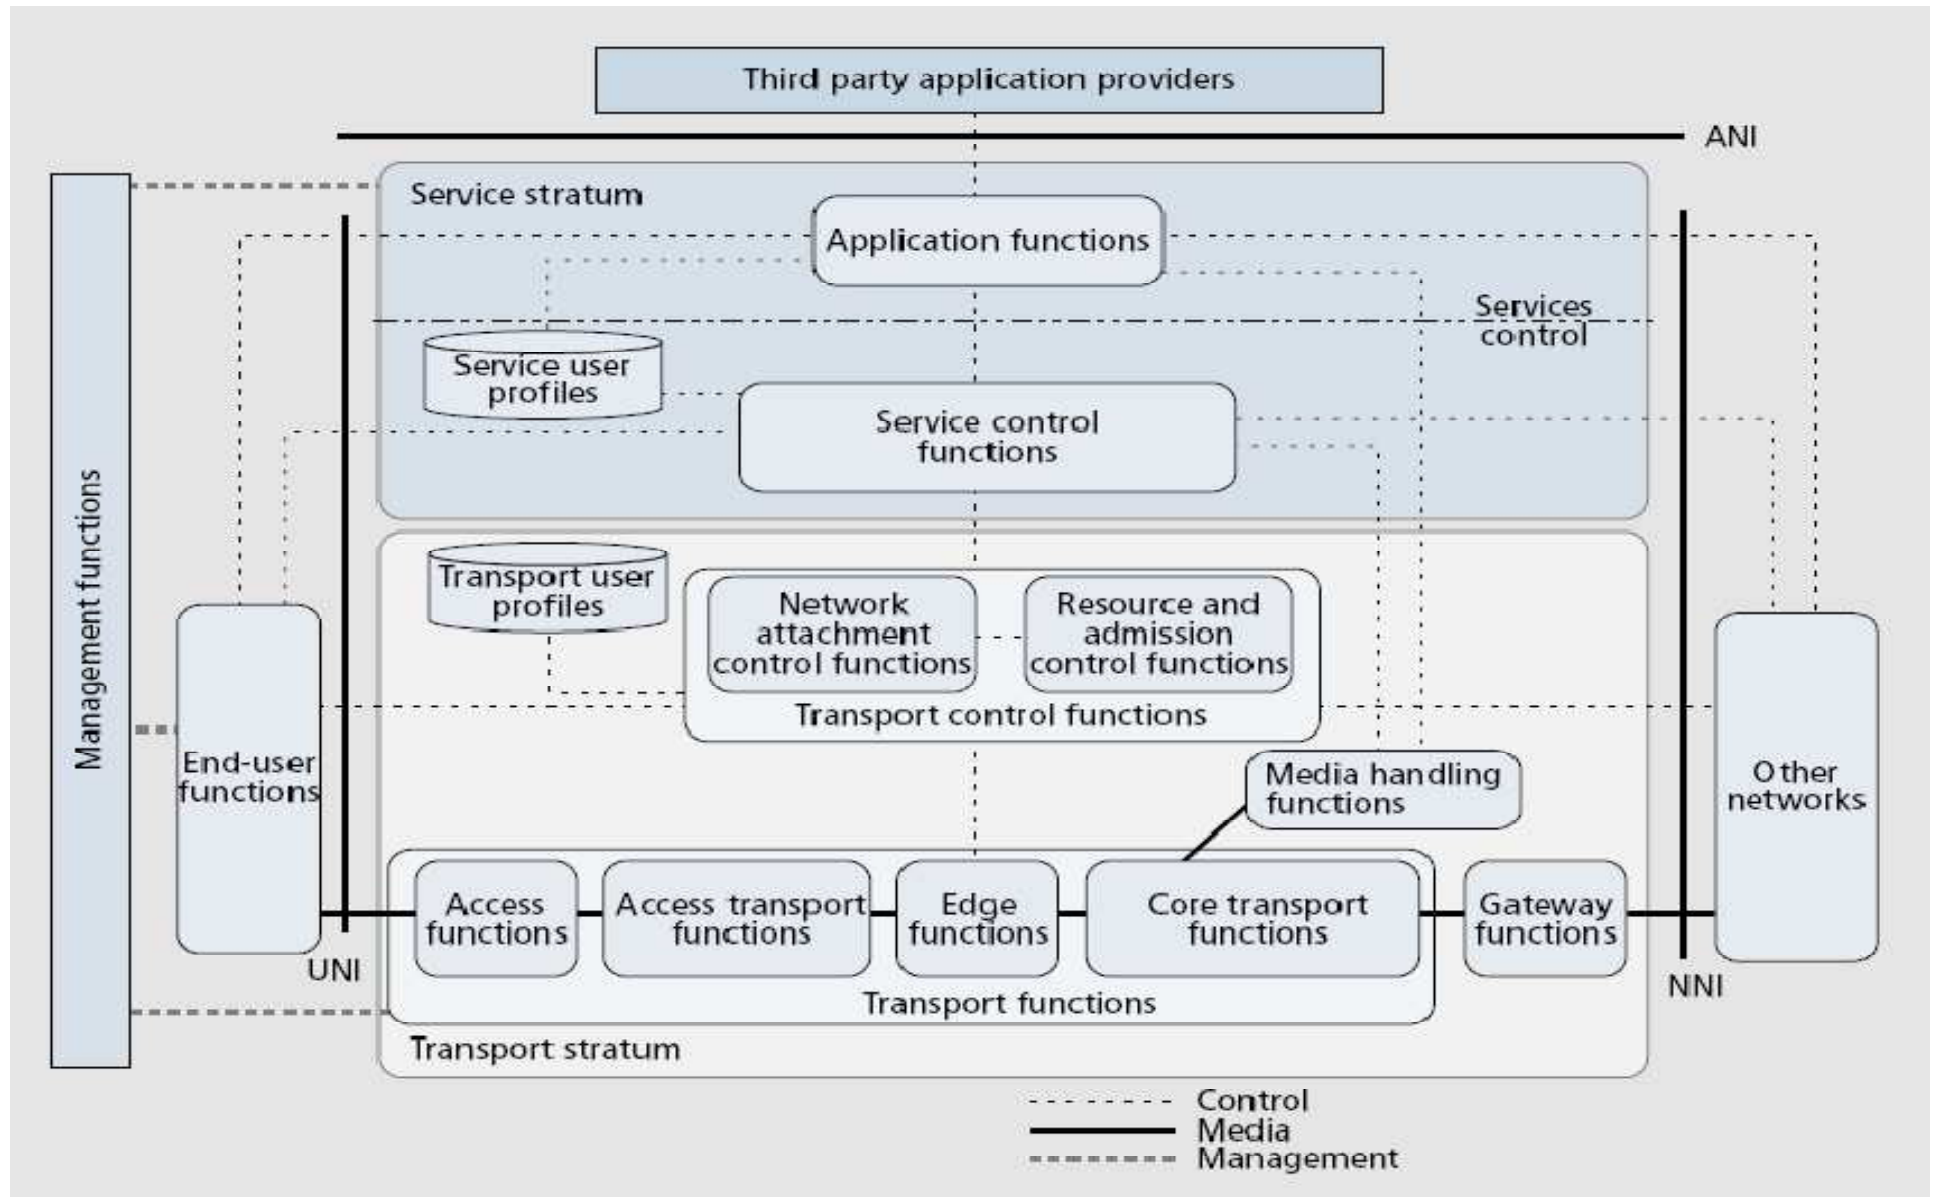 Third party application providers
ANI
Service stratum
Application functions
Services
control
Service user
profiles
Service control
functions
Management functions
Transport user
profiles
Network
attachment
control functions
Resource and
admission
control functions
Transport control functions
End-user
functions
Media handling
functions
Other
networks
Access
functions
Access transport
functions
Edge
functions
Core transport
functions
Gateway
functions
UNI
NNI
Transport functions
Transport stratum
Control
Media
Management